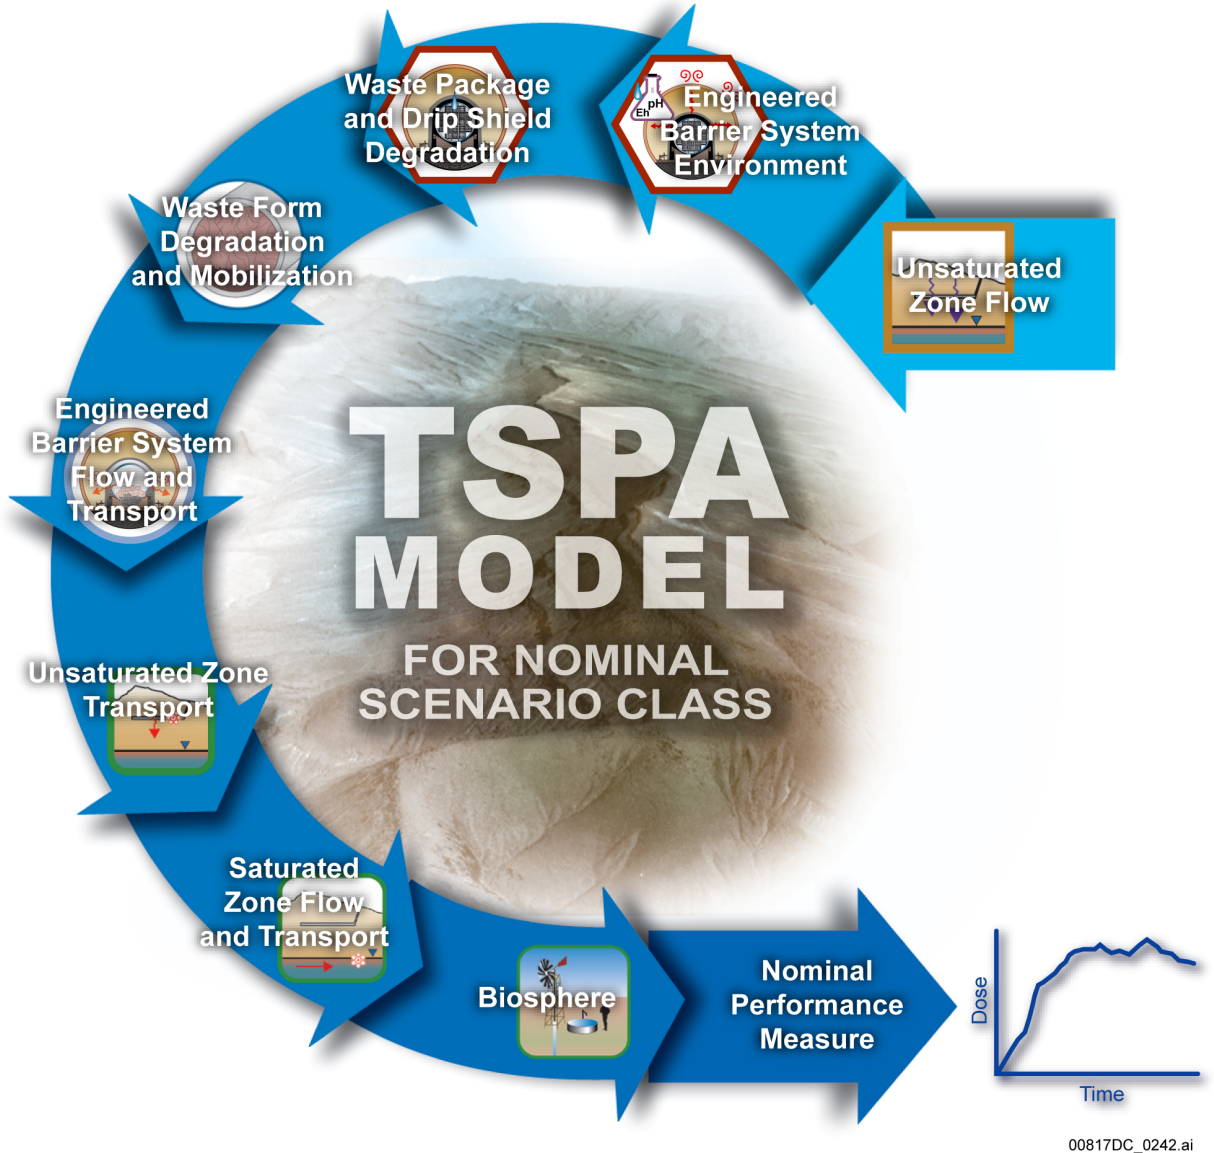 Waste Package
and Drip Shield
Degradation
Eh
pH
Engineered
Barrier System
Environment
Unsaturated
Zone Flow
Waste Form
Degradation
and Mobilization
Engineered
Barrier System
Flow and
Transport
TSPA
MODEL
FOR NOMINAL
SCENARIO CLASS
Unsaturated Zone
Transport
Saturated
Zone Flow
and Transport
Biosphere
Nominal
Performance
Measure
Dose
Time
00817DC_0242.ai